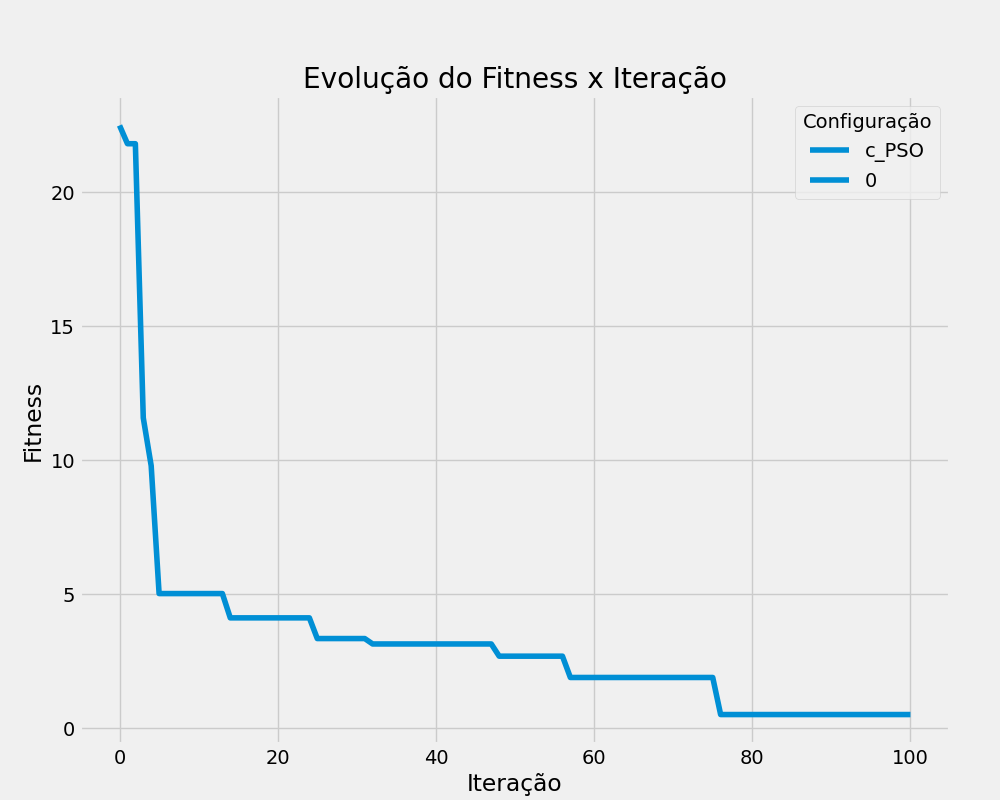 Evolução do Fitness x Iteração
Configuração
c_PSO
0
Fitness
20
15
10
5
0
0 20 40 60 80 100
Iteração